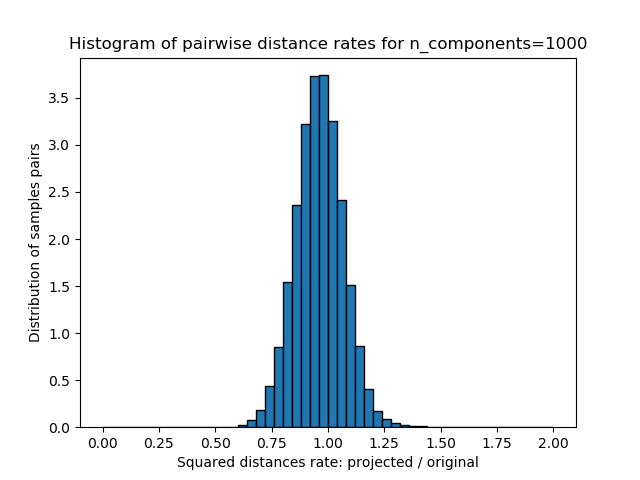 Histogram of pairwise distance rates for n_components=1000
3.5
3.0
2.5
2.0
1.5
1.0
0.5
0.0
Distribution of samples pairs
0.00 0.25 0.50 0.75 1.00 1.25 1.50 1.75 2.00
Squared distances rate: projected / original